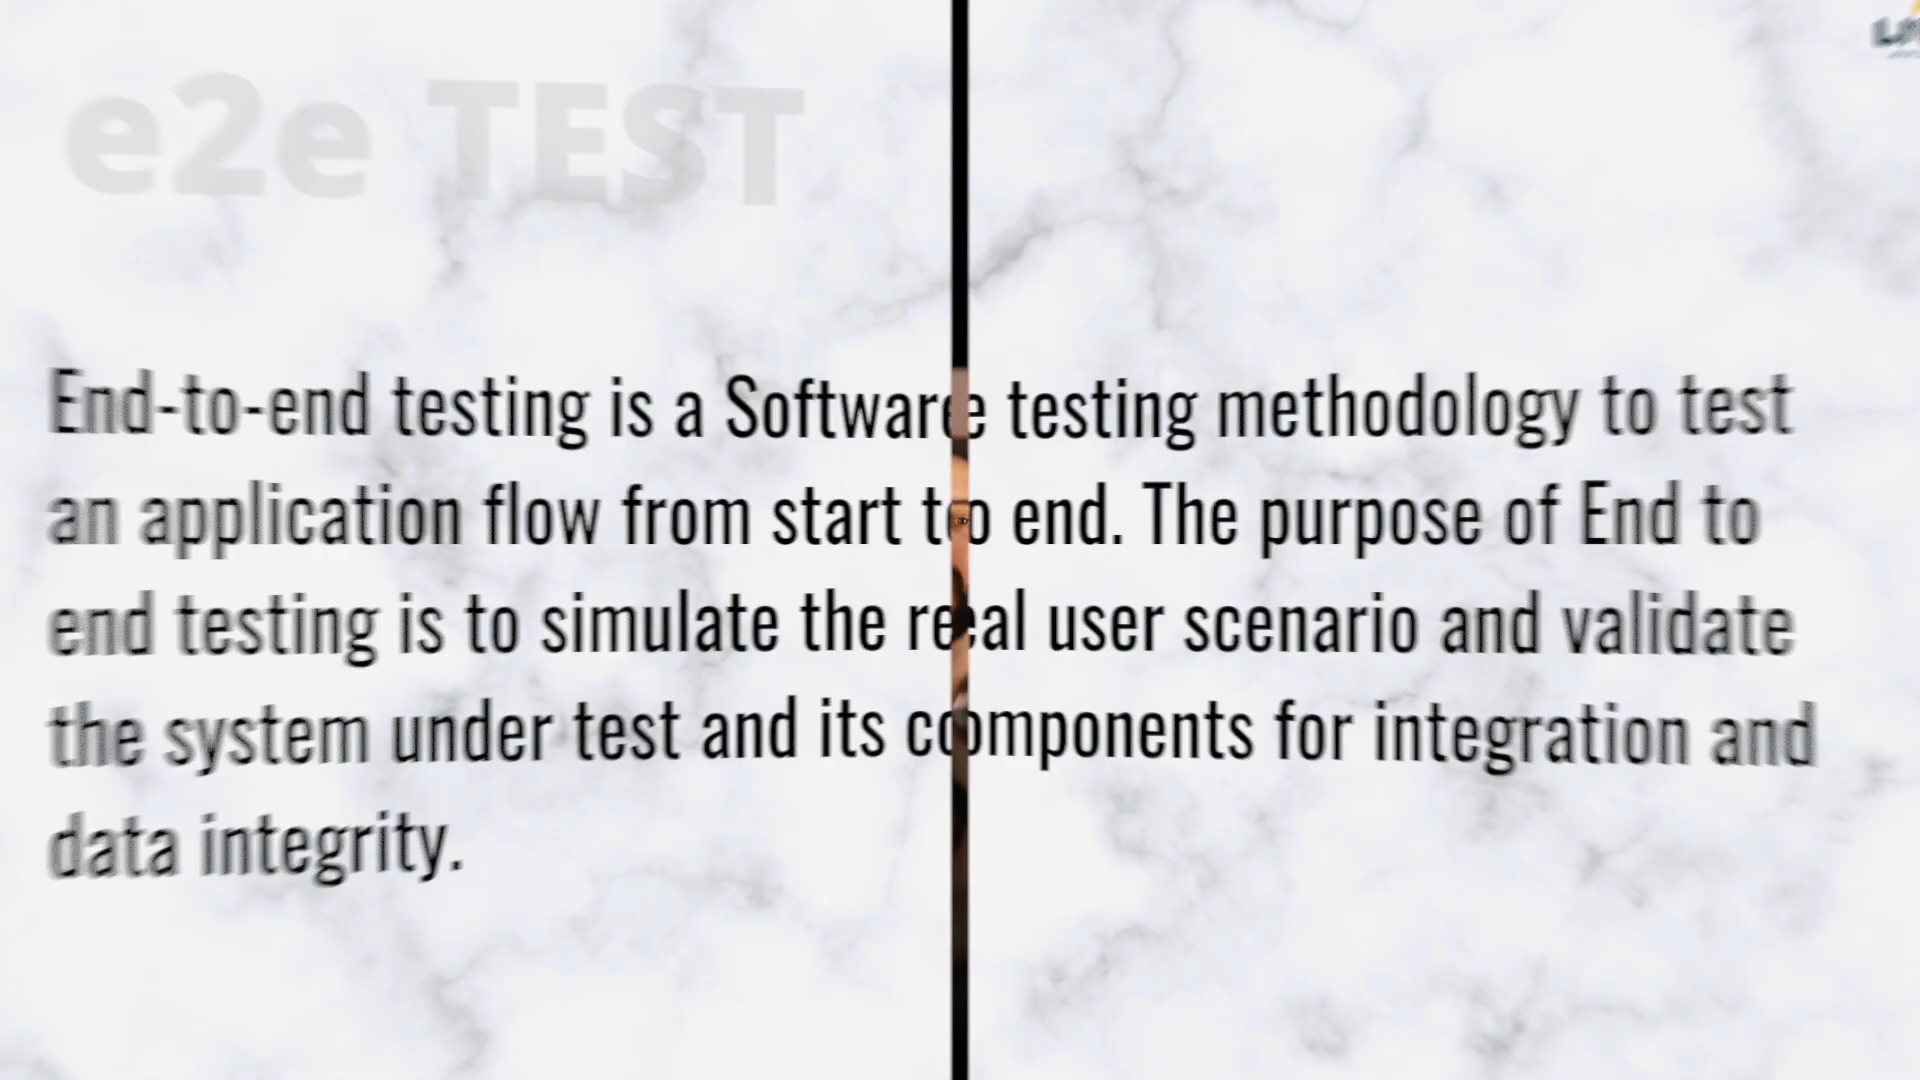 e2e TEST
End-to-end testing is a Software testing methodology to test
an application flow from start to end. The purpose of End to
end testing is to simulate the real user scenario and validate
the system under test and its components for integration and
data integrity.